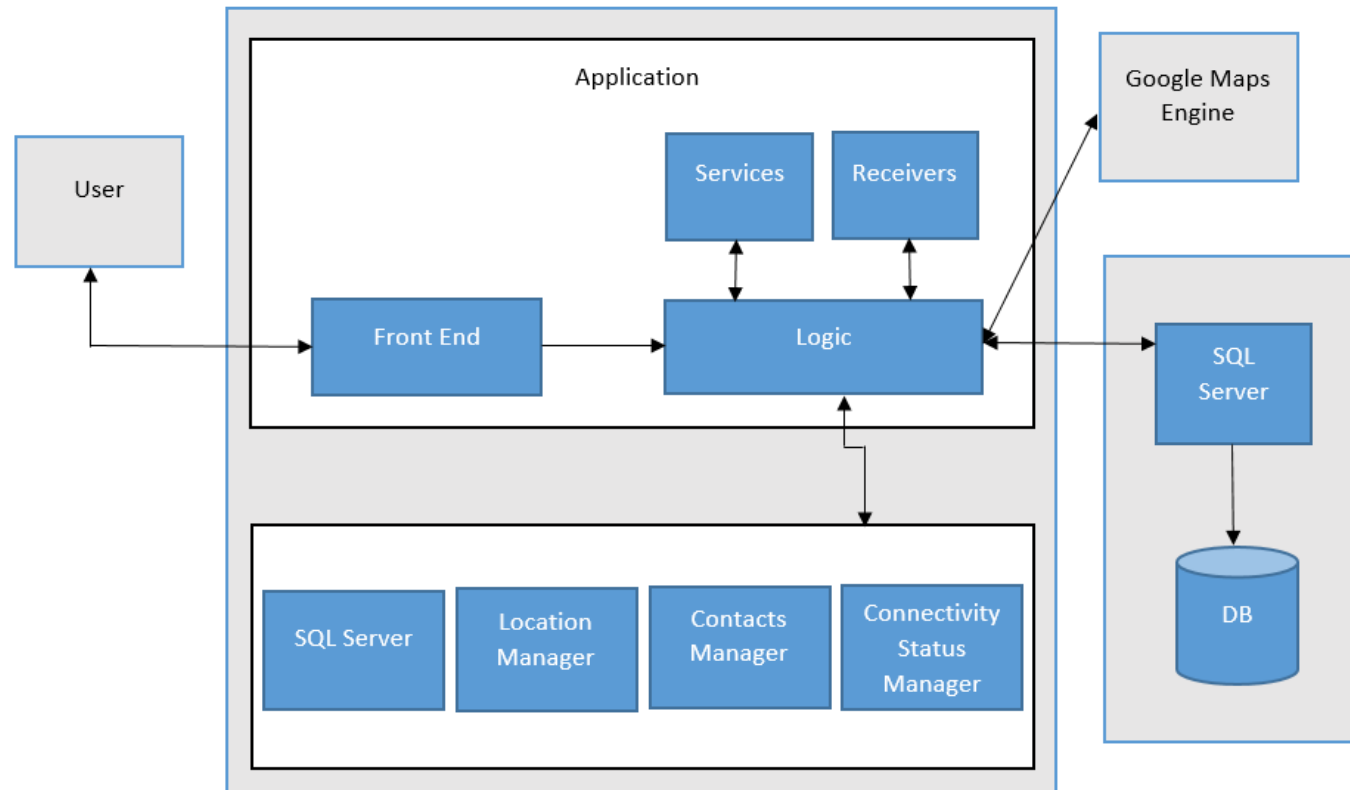 Application
Google Maps
Engine
User
Services
Receivers
Front End
Logic
SQL
Server
DB
SQL Server
Location
Manager
Contacts
Manager
Connectivity
Status
Manager